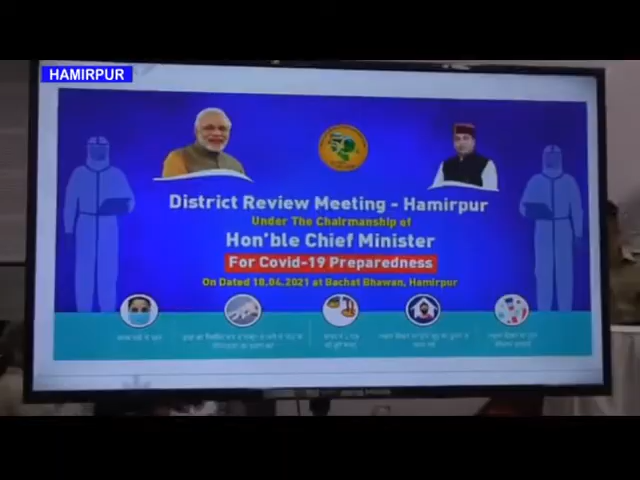 HAMIRPUR
District Review Meeting - Hamirpur
Under The Chairmanship of
Hon'ble Chief Minister
For Covid-19 Preparedness
On Dated 18.04.2021 at Bachat Bhawan, Hamirpur